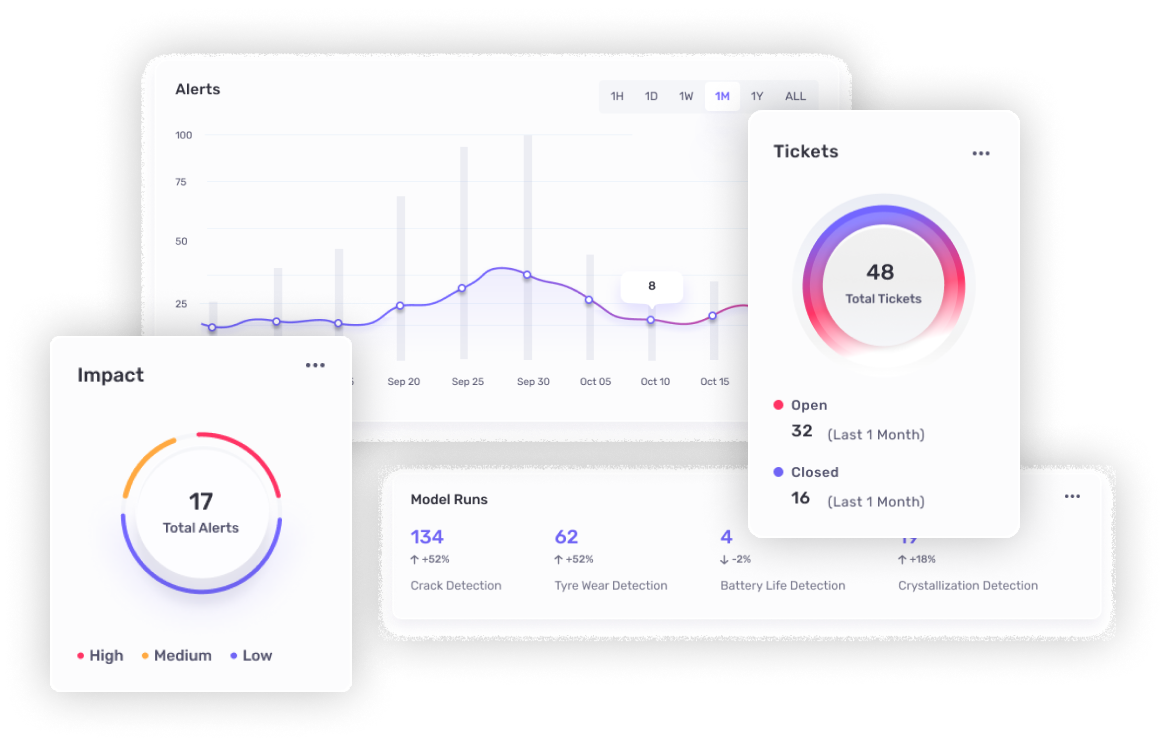 Alerts
1H 1D 1W 1M 1Y ALL
100
75
50
25
8
Sep 20 Sep 25 Sep 30 Oct 05 Oct 10 Oct 15
Tickets
48
Total Tickets
Open
32 (Last 1 Month)
Closed
16 (Last 1 Month)
Impact
17
Total Alerts
High Medium Low
Model Runs
134 62 4
+52% +52% -2% +18%
Crack Detection Tyre Wear Detection Battery Life Detection Crystallization Detection